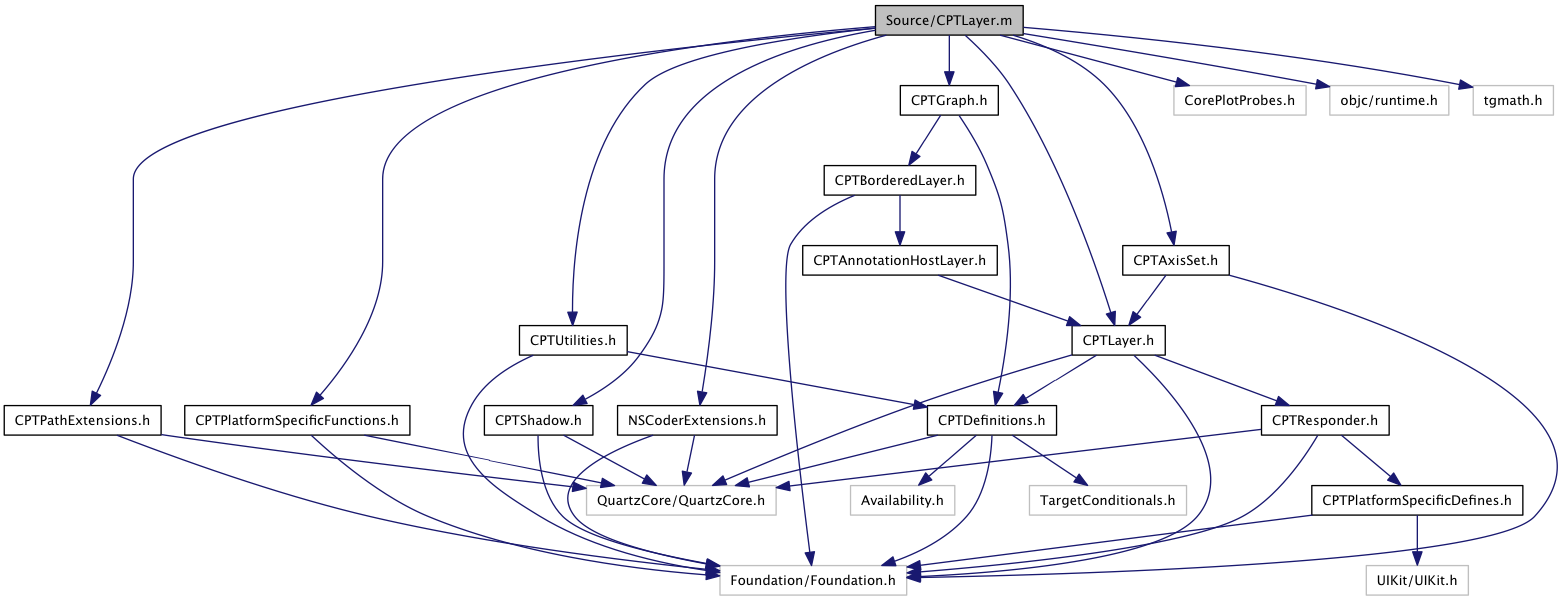 Source/CPTLayer.m
CPTGraph.h
CorePlotProbes.h
objc/runtime.h
tgmath.h
CPTBorderedLayer.h
CPTAnnotationHostLayer.h
CPTAxisSet.h
CPTUtilities.h
CPTLayer.h
CPTPathExtensions.h
CPTPlatformSpecificFunctions.h
CPTShadow.h
NSCoderExtensions.h
CPTDefinitions.h
CPTResponder.h
QuartzCore/QuartzCore.h
Availability.h
TargetConditionals.h
CPTPlatformSpecificDefines.h
Foundation/Foundation.h
UIKit/UIKit.h